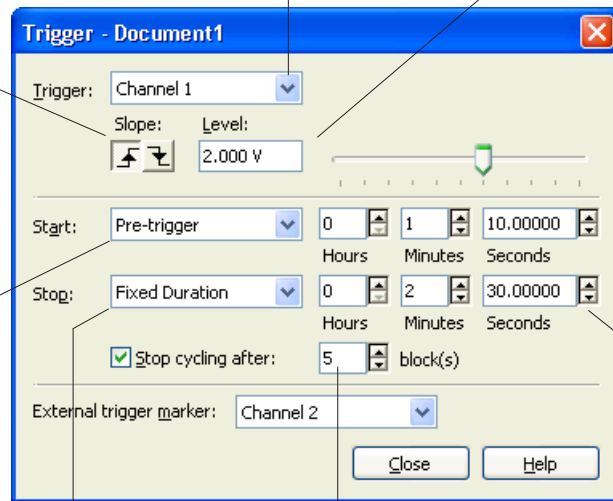 Trigger - Document1
Trigger: Channel 1
Slope: Level:
2.000 V
Start: Pre-trigger 0 1 10.00000
Hours Minutes Seconds
Stop: Fixed Duration 0 2 30.00000
Hours Minutes Seconds
Stop cycling after: 5 block(s)
External trigger marker: Channel 2
Close Help